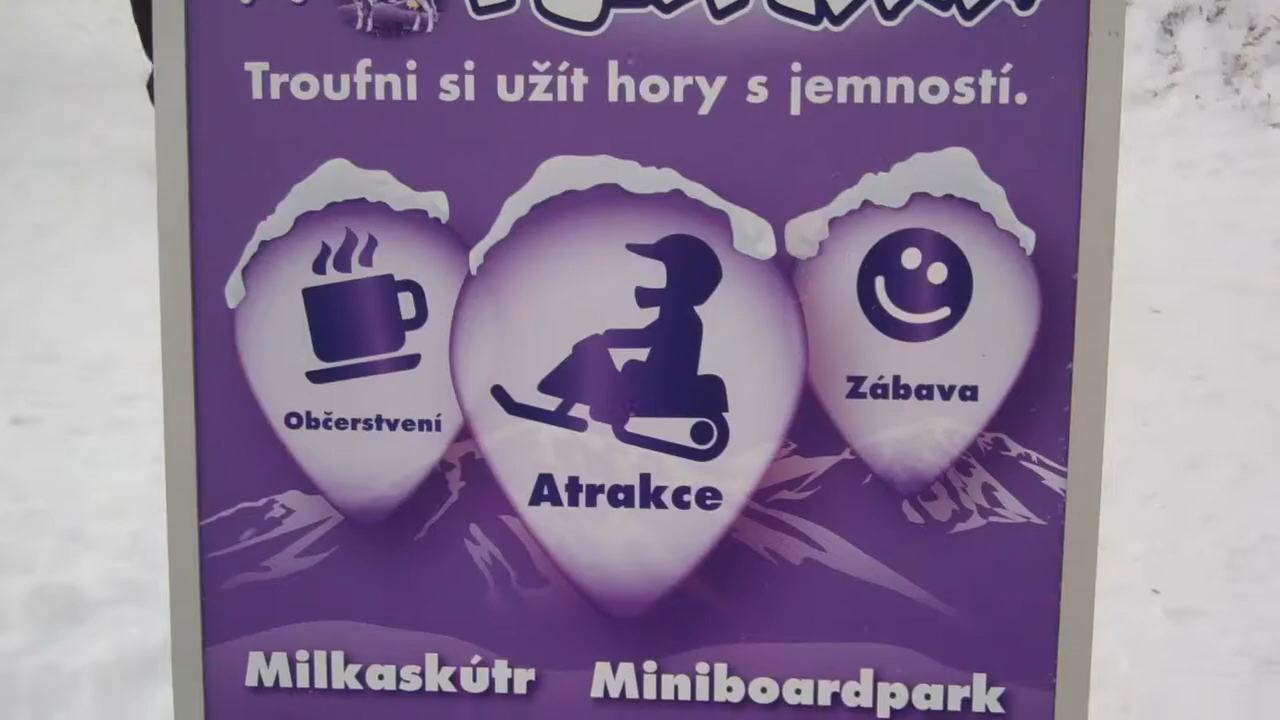 Troufni si užít hory s jemností.
Občerstvení
Atrakce
Zábava
Milkaskútr
Miniboardpark